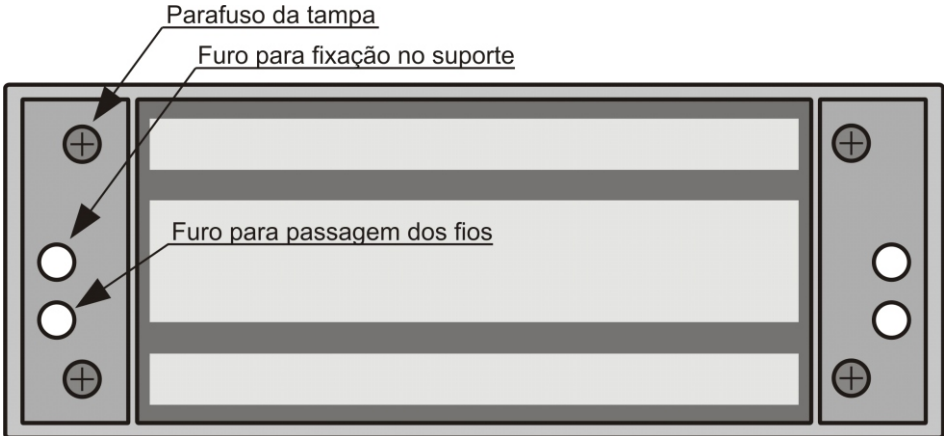 Parafuso da tampa
Furo para fixação no suporte
Furo para passagem dos fios